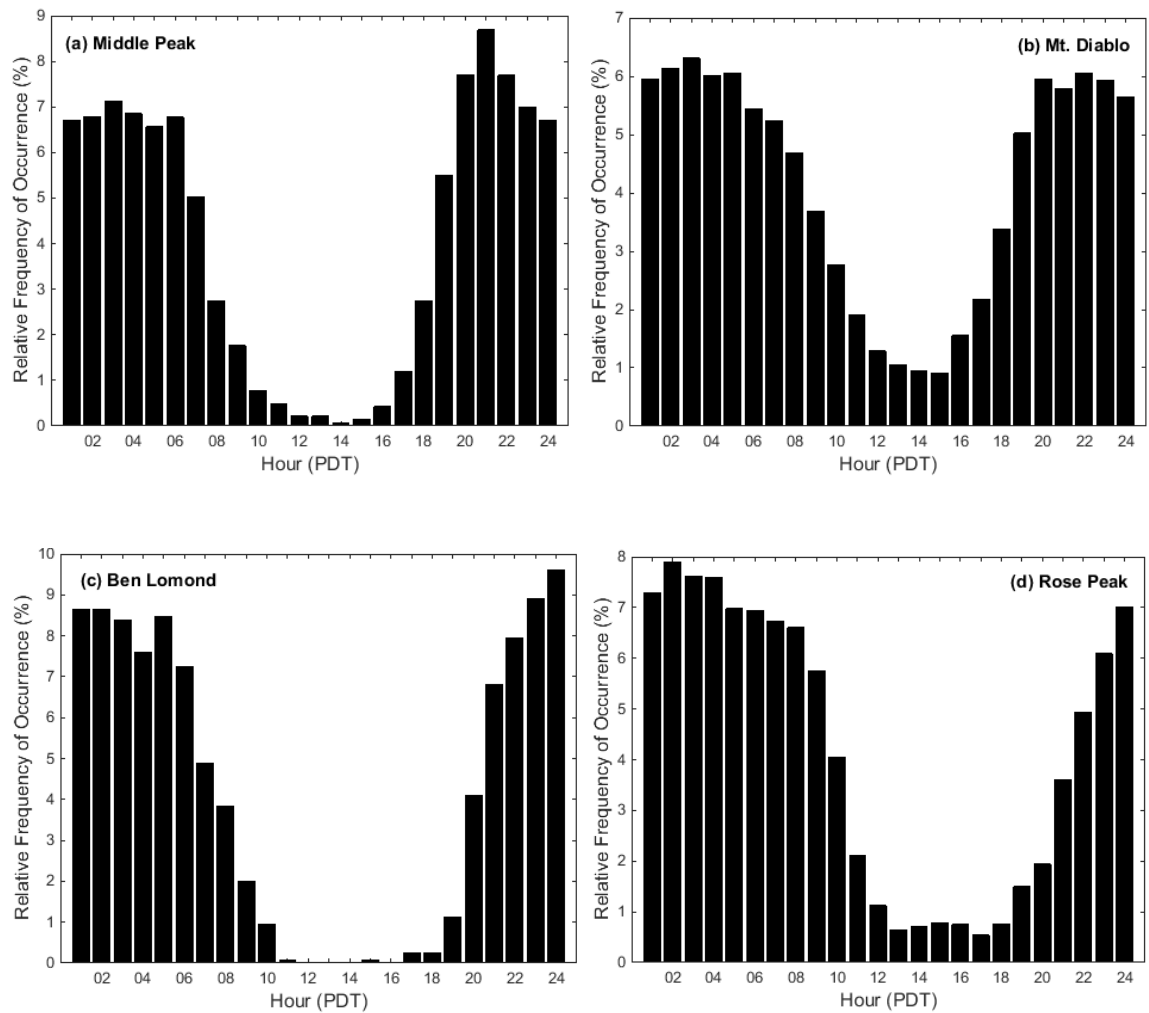 (a) Middle Peak
9
8
7
6
5
4
3
2
1
0
Relative Frequency of Occurrence (%)
02 04 06 08 10 12 14 16 18 20 22 24
Hour (PDT)
(b) Mt. Diablo
7
6
5
4
3
2
1
0
Relative Frequency of Occurrence (%)
02 04 06 08 10 12 14 16 18 20 22 24
Hour (PDT)
(c) Ben Lomond
10
9
8
7
6
5
4
3
2
1
0
Relative Frequency of Occurrence (%)
02 04 06 08 10 12 14 16 18 20 22 24
Hour (PDT)
(d) Rose Peak
8
7
6
5
4
3
2
1
0
Relative Frequency of Occurrence (%)
02 04 06 08 10 12 14 16 18 20 22 24
Hour (PDT)